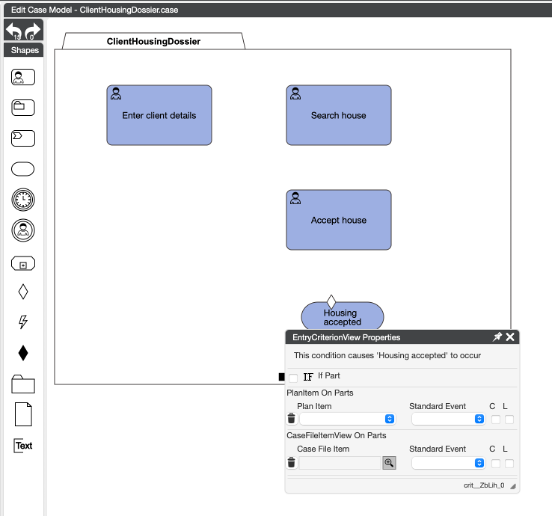 Edit Case Model - ClientHousingDossier.case
Shapes
ClientHousingDossier
Enter client details
Search house
Accept house
Housing
accepted
EntryCriterionView Properties
This condition causes 'Housing accepted' to occur
IF If Part
PlanItem On Parts
Plan Item Standard Event C L
CaseFileItemView On Parts
Case File Item Standard Event C L
Text